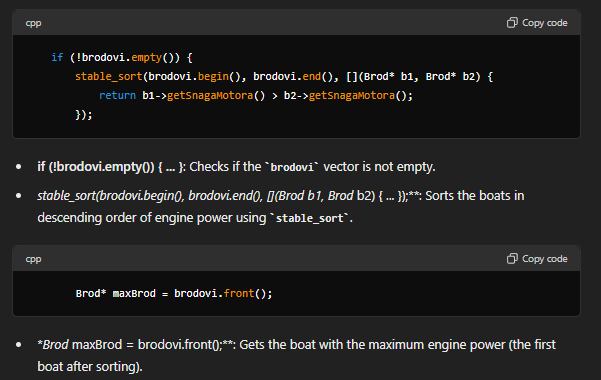 cpp
Copy code
if (!brodovi.empty()) {
stable_sort(brodovi.begin(), brodovi.end(), [](Brod* b1, Brod* b2) {
return b1->getSnagaMotora() > b2->getSnagaMotora();
});
if (!brodovi.empty()) { ... }: Checks if the `brodovi` vector is not empty.
stable_sort(brodovi.begin(), brodovi.end(), [](Brod b1, Brod b2) { ... });**: Sorts the boats in
descending order of engine power using `stable_sort`.
cpp
Copy code
Brod* maxBrod = brodovi.front();
*Brod maxBrod = brodovi.front();**: Gets the boat with the maximum engine power (the first
boat after sorting).